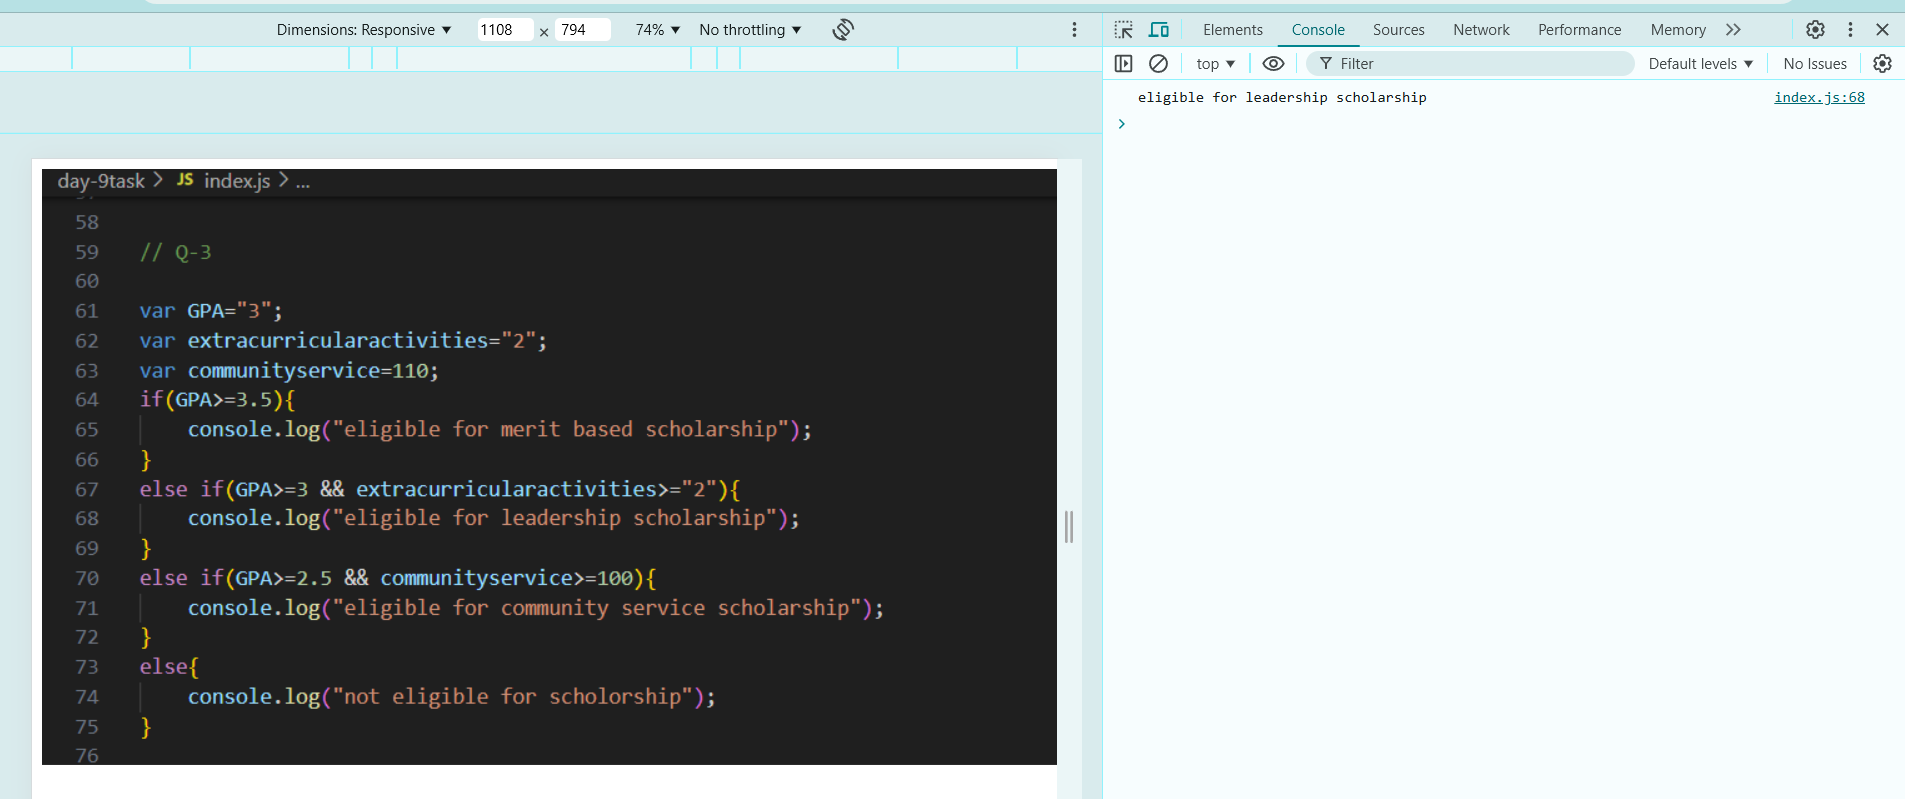 Dimensions: Responsive ▼ 1108 × 794 74% ▼ No throttling ▼
Elements Console Sources Network Performance Memory
top ▼ Filter Default levels ▼ No Issues
eligible for leadership scholarship index.js:68
>
day-9task > JS index.js > ...
58
59 // Q-3
60
61 var GPA="3";
62 var extracurricularactivities="2";
63 var communityservice=110;
64 if(GPA>=3.5){
65 console.log("eligible for merit based scholarship");
66 }
67 else if(GPA>=3 && extracurricularactivities>="2"){
68 console.log("eligible for leadership scholarship");
69 }
70 else if(GPA>=2.5 && communityservice>=100){
71 console.log("eligible for community service scholarship");
72 }
73 else{
74 console.log("not eligible for scholorship");
75 }
76